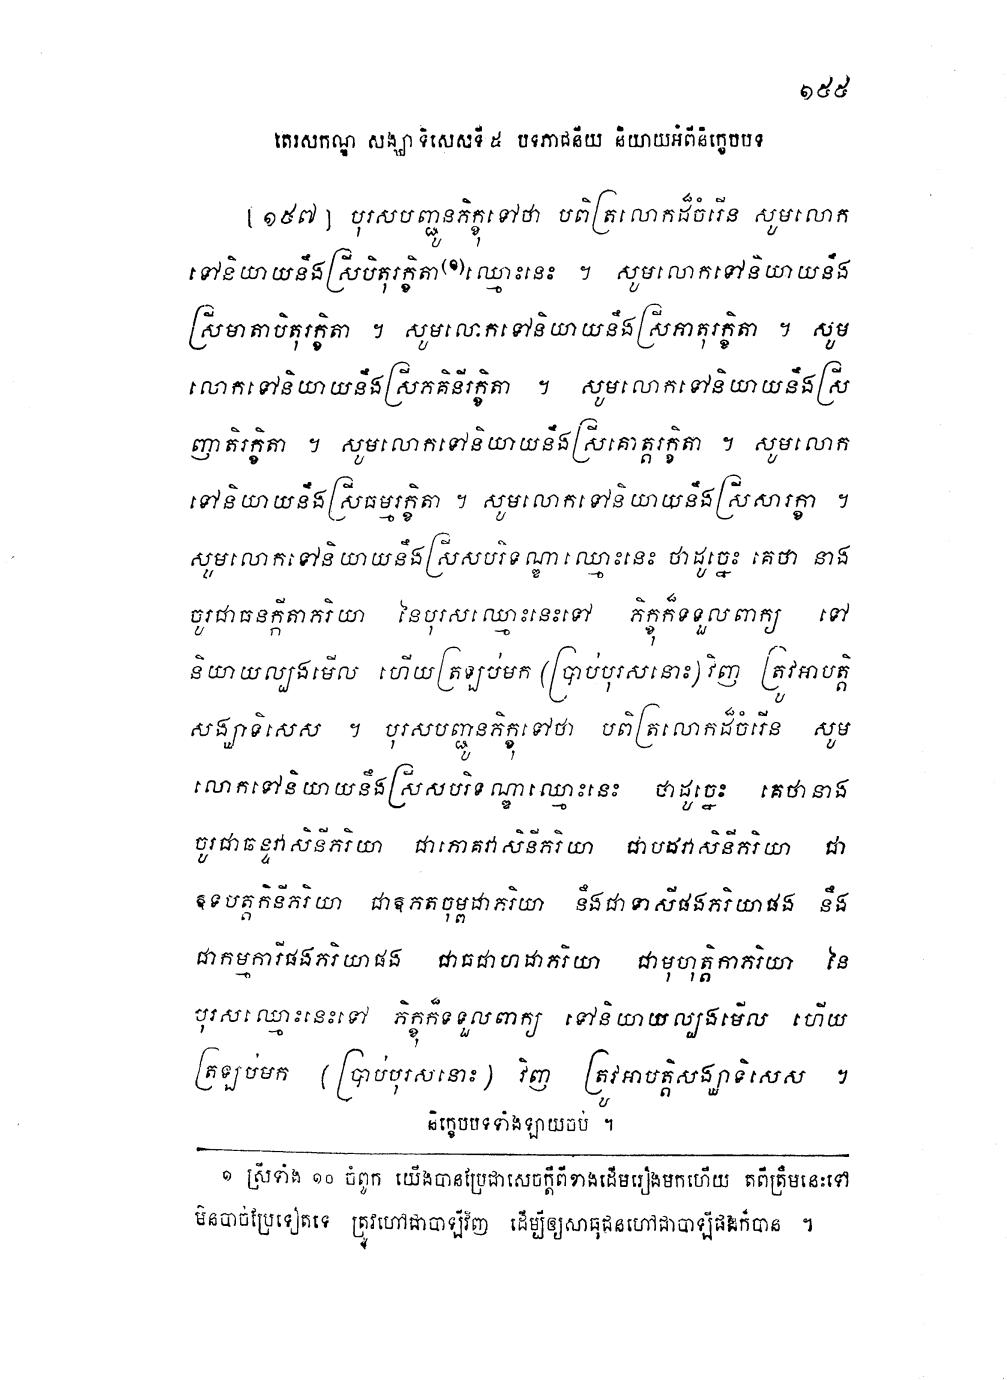 ១៩៩
តេរសកណ្ឌ សង្ឃាទិសេសទី ៥ បទភាជនីយ និយាយអំពីនិក្ខេបបទ
[១៩៧] បុរសបញ្ជូនភិក្ខុទៅថា បពិត្រលោកដ៏ចំរើន សូមលោក
ទៅនិយាយនឹងស្រីបិតុរក្ខិតា(១)ឈ្មោះនេះ ។ សូមលោកទៅនិយាយនឹង
ស្រីមាតាបិតុរក្ខិតា ។ សូមលោកទៅនិយាយនឹងស្រីភាតុរក្ខិតា ។ សូម
លោកទៅនិយាយនឹងស្រីភគិនីរក្ខិតា ។ សូមលោកទៅនិយាយនឹងស្រី
ញាតិរក្ខិតា ។ សូមលោកទៅនិយាយនឹងស្រីគោត្តរក្ខិតា ។ សូមលោក
ទៅនិយាយនឹងស្រីធម្មរក្ខិតា ។ សូមលោកទៅនិយាយនឹងស្រីសារក្ខា ។
សូមលោកទៅនិយាយនឹងស្រីសបរិទណ្ឌាឈ្មោះនេះ ថាដូច្នេះ គេថា នាង
ចូរជាធនក្កីតាភរិយា នៃបុរសឈ្មោះនេះទៅ ភិក្ខុក៏ទទួលពាក្យ ទៅ
និយាយល្បងមើល ហើយត្រឡប់មក (ប្រាប់បុរសនោះ) វិញ ត្រូវអាបត្តិ
សង្ឃាទិសេស ។ បុរសបញ្ជូនភិក្ខុទៅថា បពិត្រលោកដ៏ចំរើន សូម
លោកទៅនិយាយនឹងស្រីសបរិទណ្ឌាឈ្មោះនេះ ថាដូច្នេះ គេថានាង
ចូរជាឆន្ទវាសិនីភរិយា ជាភោគវាសិនីភរិយា ជាបដវាសិនីភរិយា ជា
ឧទបត្តកិនីភរិយា ជាឧភតចុម្ពដាភរិយា នឹងជាទាសីផងភរិយាផង នឹង
ជាកម្មការីផងភរិយាផង ជាធជាហដាភរិយា ជាមុហុត្តិកាភរិយា នៃ
បុរសឈ្មោះនេះទៅ ភិក្ខុក៏ទទួលពាក្យ ទៅនិយាយល្បងមើល ហើយ
ត្រឡប់មក (ប្រាប់បុរសនោះ) វិញ ត្រូវអាបត្តិសង្ឃាទិសេស ។
និក្ខេបបទទាំងឡាយចប់ ។
១ ស្រីទាំង ១០ ចំពូក យើងបានប្រែជាសេចក្តីពីខាងដើមរៀងមកហើយ តពីត្រឹមនេះទៅ
មិនបាច់ប្រែទៀតទេ ត្រូវហៅជាបាឡីវិញ ដើម្បីឲ្យសាធុជនហៅជាបាឡីផងក៏បាន ។